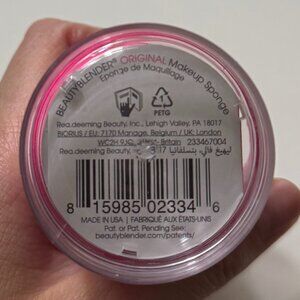 BEAUTYBLENDER® ORIGINAL Makeup Sponge
Eponge de Maquillage
1
PETG
Rea.deeming Beauty, Inc., Lehigh Valley, PA 18017
BIORIUS / EU: 7170 Manage, Belgium / UK: London
WC2H 9JQ, Britain 233467004
Rea.deeming Beauty, Inc.
8 15985 02334 6
MADE IN USA | FABRIQUÉ AUX ÉTATS-UNIS
Pat. or Pat. Pending See:
beautyblender.com/patents/